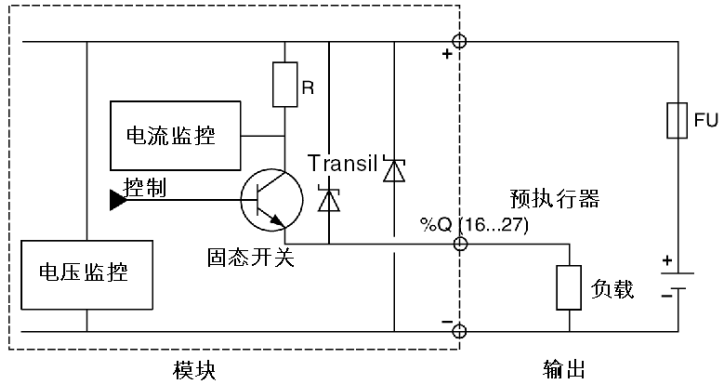 +
R
电流监控
FU
Transil
控制
预执行器
%Q (16...27)
固态开关
电压监控
+
负载
−
−
模块
输出